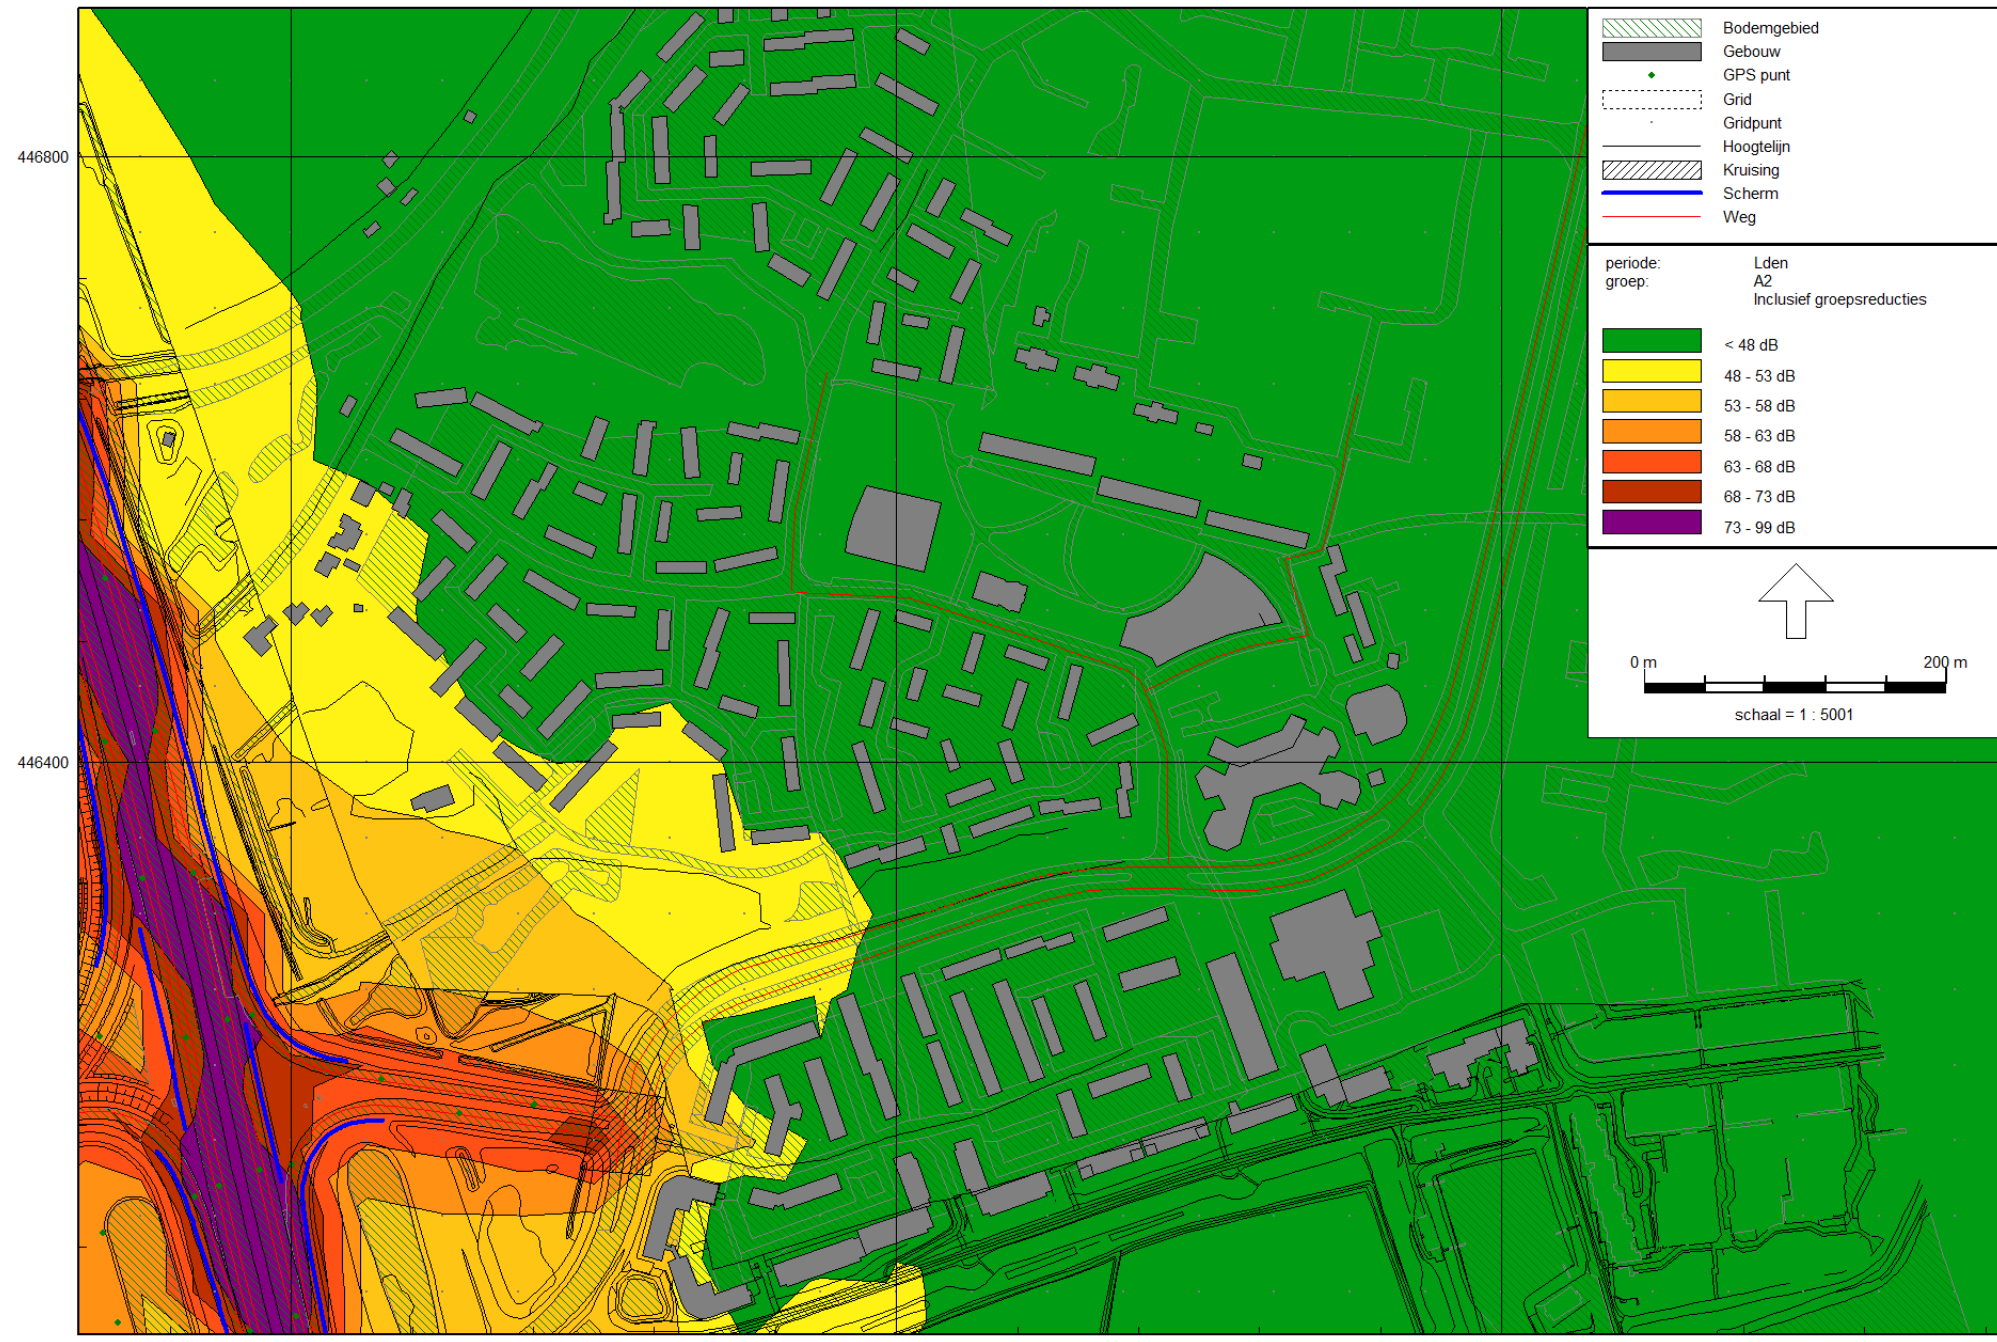 Bodemgebied
Gebouw
GPS punt
Grid
Gridpunt
Hoogtelijn
Kruising
Scherm
Weg
periode: Lden
groep: A2
Inclusief groepsreducties
< 48 dB
48 - 53 dB
53 - 58 dB
58 - 63 dB
63 - 68 dB
68 - 73 dB
73 - 99 dB
0 m 200 m
schaal = 1 : 5001
446800
446400